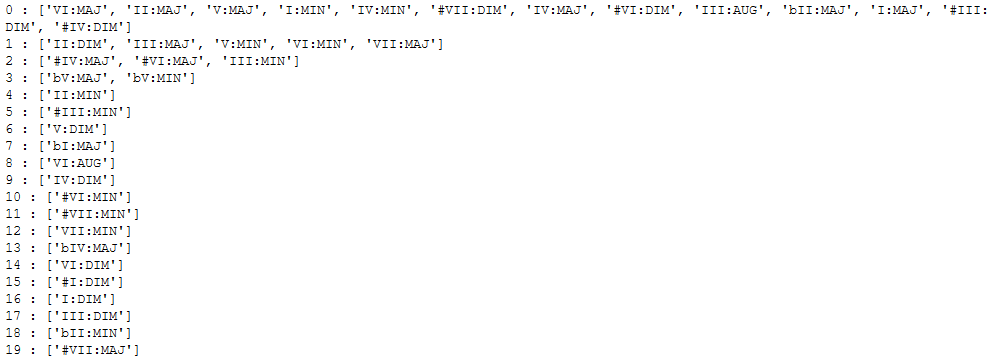 0 : ['VI:MAJ', 'II:MAJ', 'V:MAJ', 'I:MIN', 'IV:MIN', '#VII:DIM', 'IV:MAJ', '#VI:DIM', 'III:AUG', 'bII:MAJ', 'I:MAJ', '#III:
DIM', '#IV:DIM']
1 : ['II:DIM', 'III:MAJ', 'V:MIN', 'VI:MIN', 'VII:MAJ']
2 : ['#IV:MAJ', '#VI:MAJ', 'III:MIN']
3 : ['bV:MAJ', 'bV:MIN']
4 : ['II:MIN']
5 : ['#III:MIN']
6 : ['V:DIM']
7 : ['bI:MAJ']
8 : ['VI:AUG']
9 : ['IV:DIM']
10 : ['#VI:MIN']
11 : ['#VII:MIN']
12 : ['VII:MIN']
13 : ['bIV:MAJ']
14 : ['VI:DIM']
15 : ['#I:DIM']
16 : ['I:DIM']
17 : ['III:DIM']
18 : ['bII:MIN']
19 : ['#VII:MAJ']